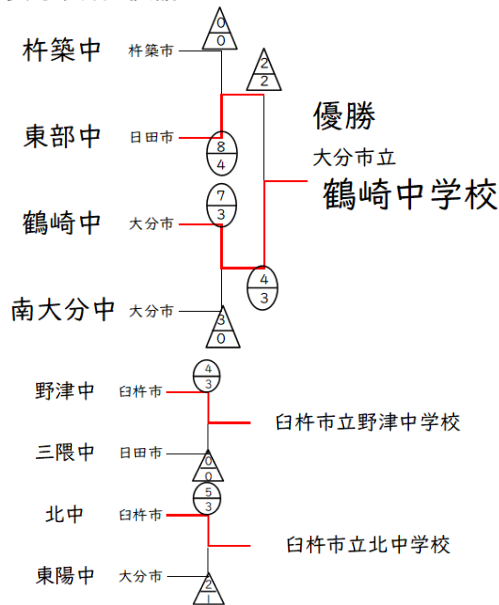 0
0
杵築中 杵築市
2
2
東部中 日田市
8
4
優勝
大分市立
鶴崎中学校
7
3
鶴崎中 大分市
4
3
南大分中 大分市
3
0
4
3
野津中 臼杵市
臼杵市立野津中学校
三隈中 日田市
0
0
5
3
北中 臼杵市
臼杵市立北中学校
東陽中 大分市
2
1